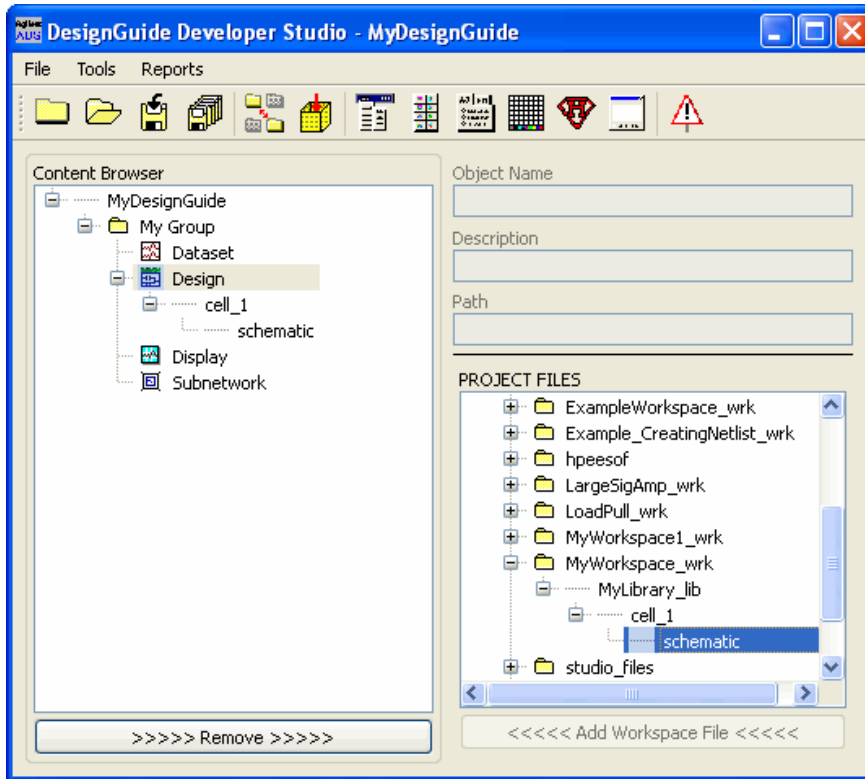 Agilent
ADS
DesignGuide Developer Studio - MyDesignGuide
File Tools Reports
Content Browser
MyDesignGuide
My Group
Dataset
Design
cell_1
schematic
Display
Subnetwork
>>>>> Remove >>>>>
Object Name
Description
Path
PROJECT FILES
ExampleWorkspace_wrk
Example_CreatingNetlist_wrk
hpeesof
LargeSigAmp_wrk
LoadPull_wrk
MyWorkspace1_wrk
MyWorkspace_wrk
MyLibrary_lib
cell_1
schematic
studio_files
<<<<< Add Workspace File <<<<<